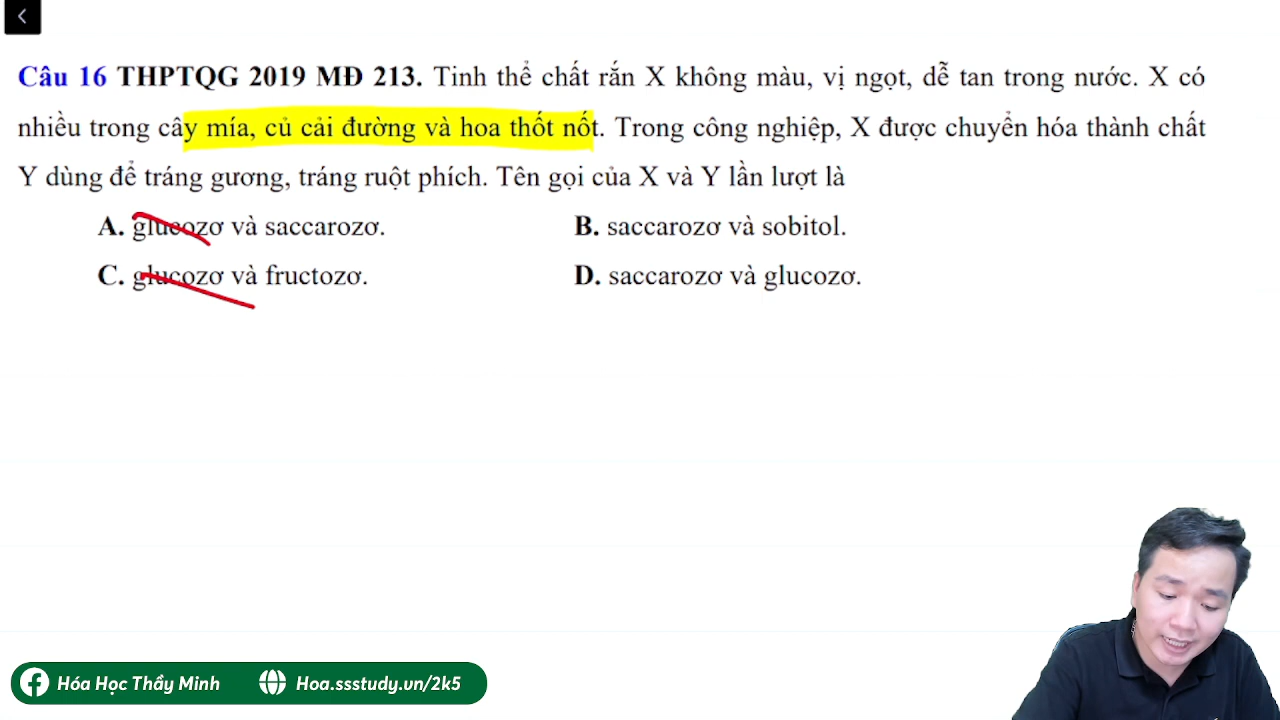 Câu 16 THPTQG 2019 MĐ 213. Tinh thể chất rắn X không màu, vị ngọt, dễ tan trong nước. X có
nhiều trong cây mía, củ cải đường và hoa thốt nốt. Trong công nghiệp, X được chuyển hóa thành chất
Y dùng để tráng gương, tráng ruột phích. Tên gọi của X và Y lần lượt là
A. glucozơ và saccarozơ. B. saccarozơ và sobitol.
C. glucozơ và fructozơ. D. saccarozơ và glucozơ.
Hóa Học Thầy Minh Hoa.ssstudy.vn/2k5